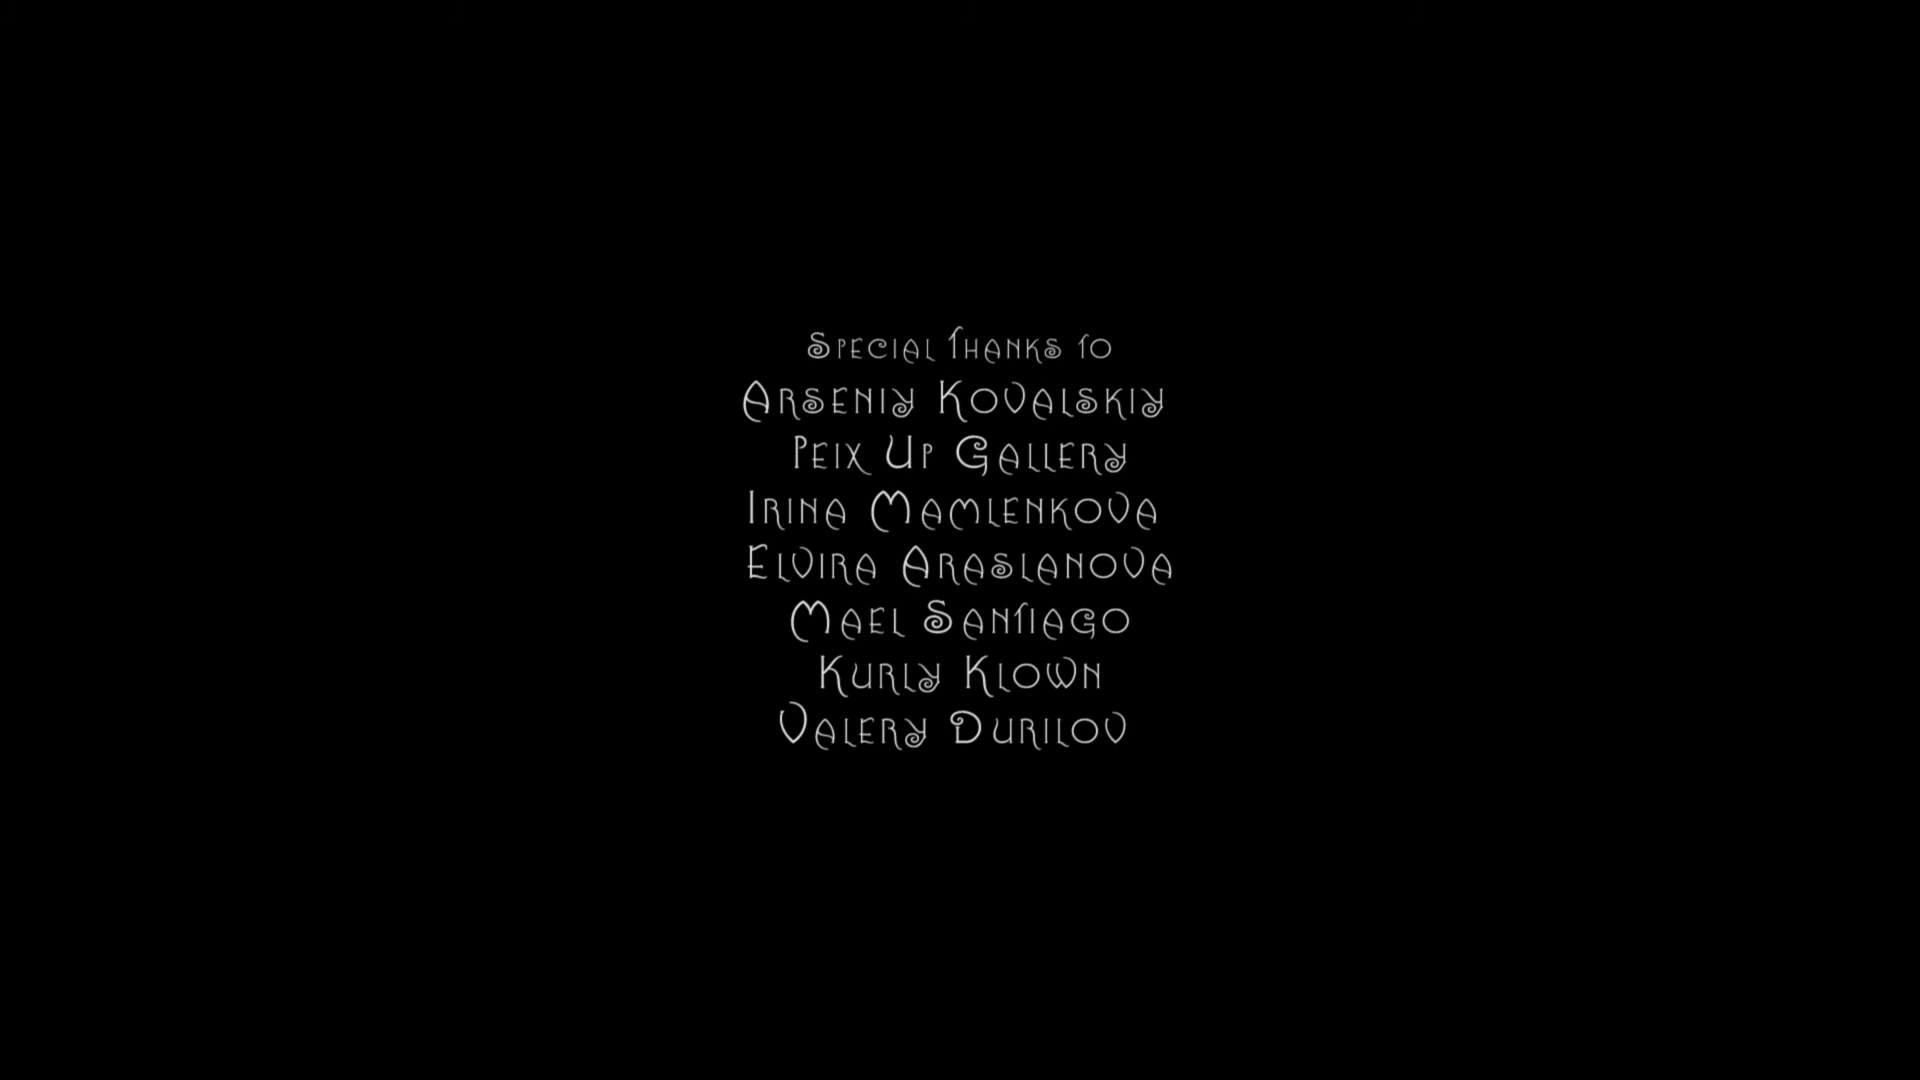 Special Thanks to
Arseniy Kovalskiy
Peix Up Gallery
Irina Mamlenkova
Elvira Araslanova
Mael Santiago
Kurly Klown
Valery Durilov